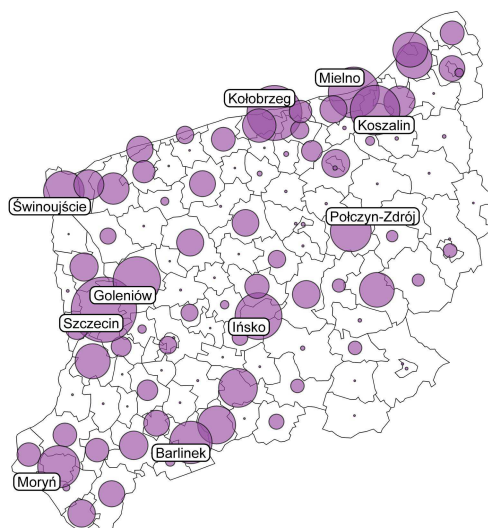 Mielno
Kołobrzeg
Koszalin
Świnoujście
Połczyn-Zdrój
Goleniów
Szczecin
Ińsko
Barlinek
Moryń